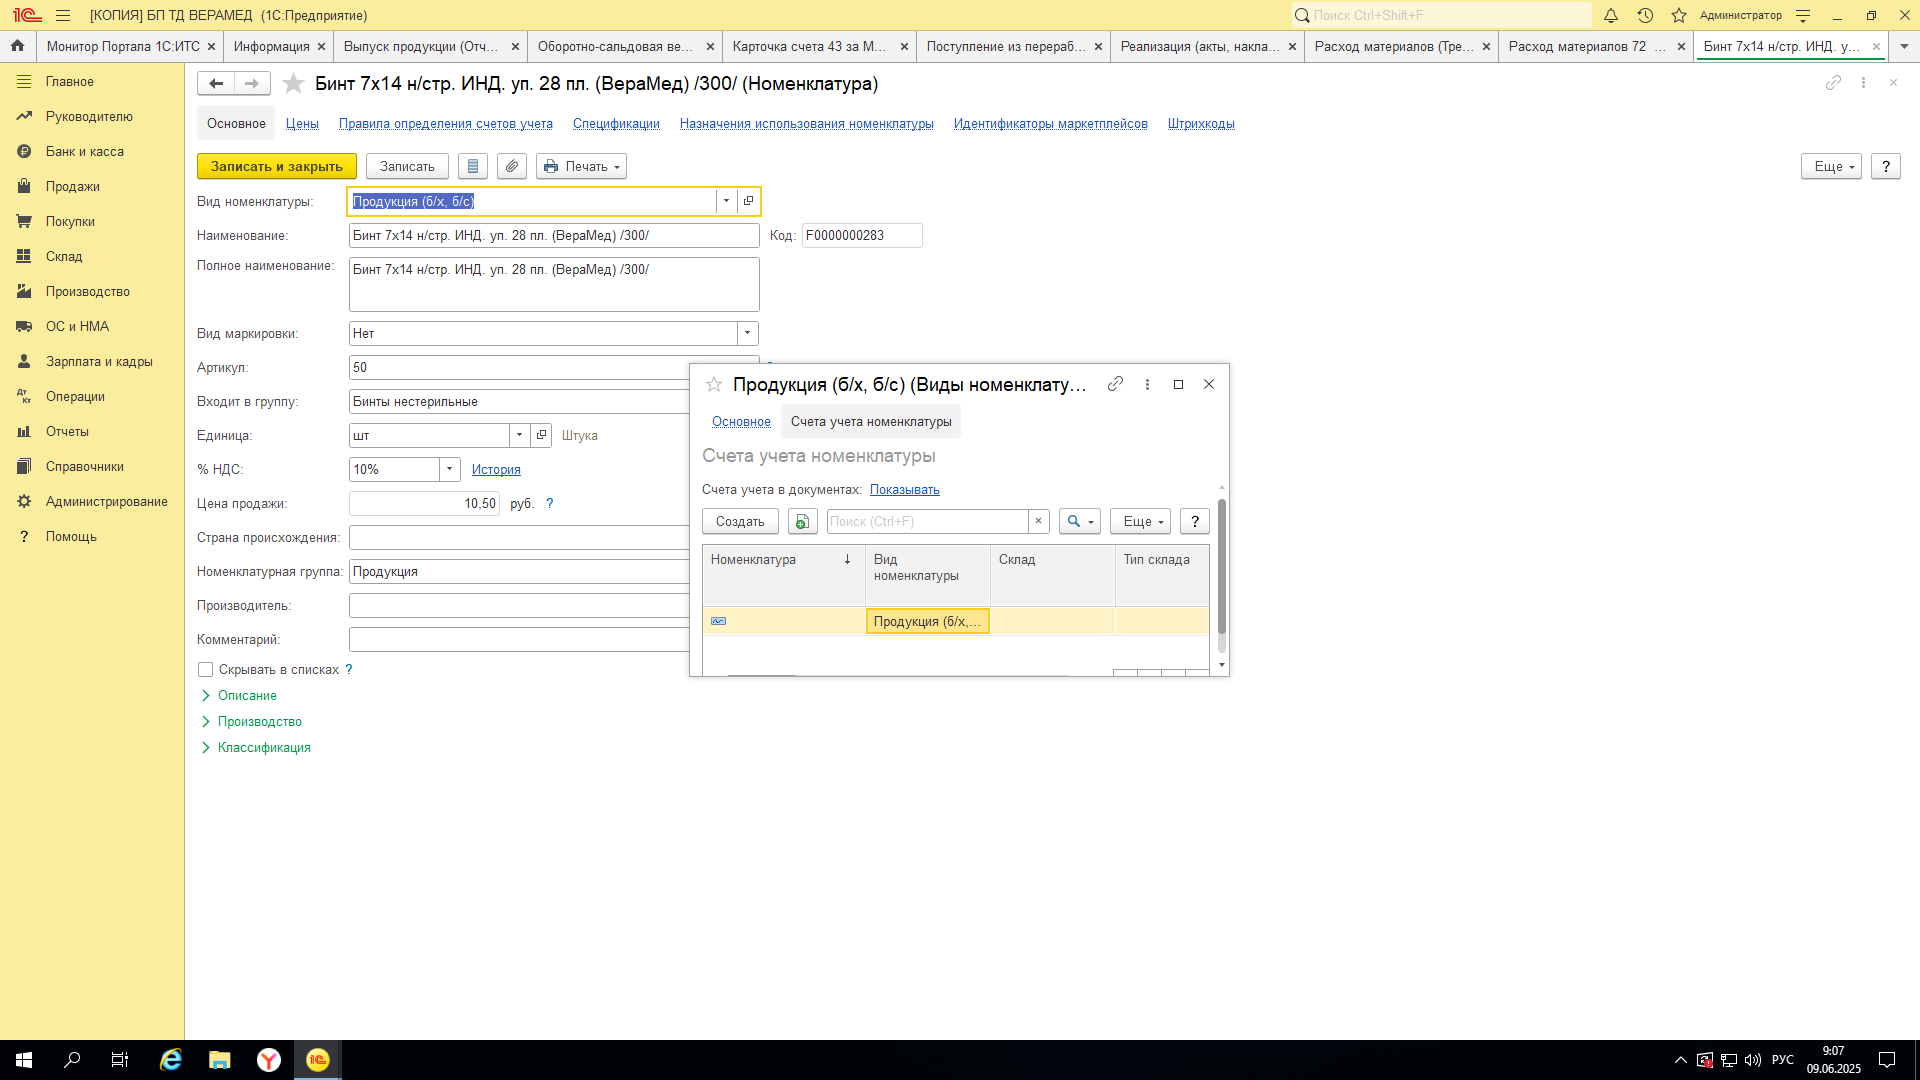 [КОПИЯ] БП ТД ВЕРАМЕД (1С:Предприятие)
Поиск Ctrl+Shift+F
Администратор
Монитор Портала 1С:ИТС
Информация
Выпуск продукции (Отч...
Оборотно-сальдовая ве...
Карточка счета 43 за М...
Поступление из перераб...
Реализация (акты, накла...
Расход материалов (Тре...
Расход материалов 72 ...
Бинт 7х14 н/стр. ИНД. у...
Главное
Руководителю
Банк и касса
Продажи
Покупки
Склад
Производство
ОС и НМА
Зарплата и кадры
Операции
Отчеты
Справочники
Администрирование
Помощь
Бинт 7х14 н/стр. ИНД. уп. 28 пл. (ВераМед) /300/ (Номенклатура)
Основное
Цены
Правила определения счетов учета
Спецификации
Назначения использования номенклатуры
Идентификаторы маркетплейсов
Штрихкоды
Записать и закрыть
Записать
Печать
Еще
?
Вид номенклатуры: Продукция (б/х, б/с)
Наименование: Бинт 7х14 н/стр. ИНД. уп. 28 пл. (ВераМед) /300/ Код: F0000000283
Полное наименование: Бинт 7х14 н/стр. ИНД. уп. 28 пл. (ВераМед) /300/
Вид маркировки: Нет
Артикул: 50
Входит в группу: Бинты нестерильные
Единица: шт Штука
% НДС: 10% История
Цена продажи: 10,50 руб. ?
Страна происхождения:
Номенклатурная группа: Продукция
Производитель:
Комментарий:
Скрывать в списках ?
Описание
Производство
Классификация
Продукция (б/х, б/с) (Виды номенклату...
Основное
Счета учета номенклатуры
Счета учета номенклатуры
Счета учета в документах: Показывать
Создать
Поиск (Ctrl+F)
Еще
?
Номенклатура
Вид номенклатуры
Склад
Тип склада
Продукция (б/х,...
РУС
9:07
09.06.2025